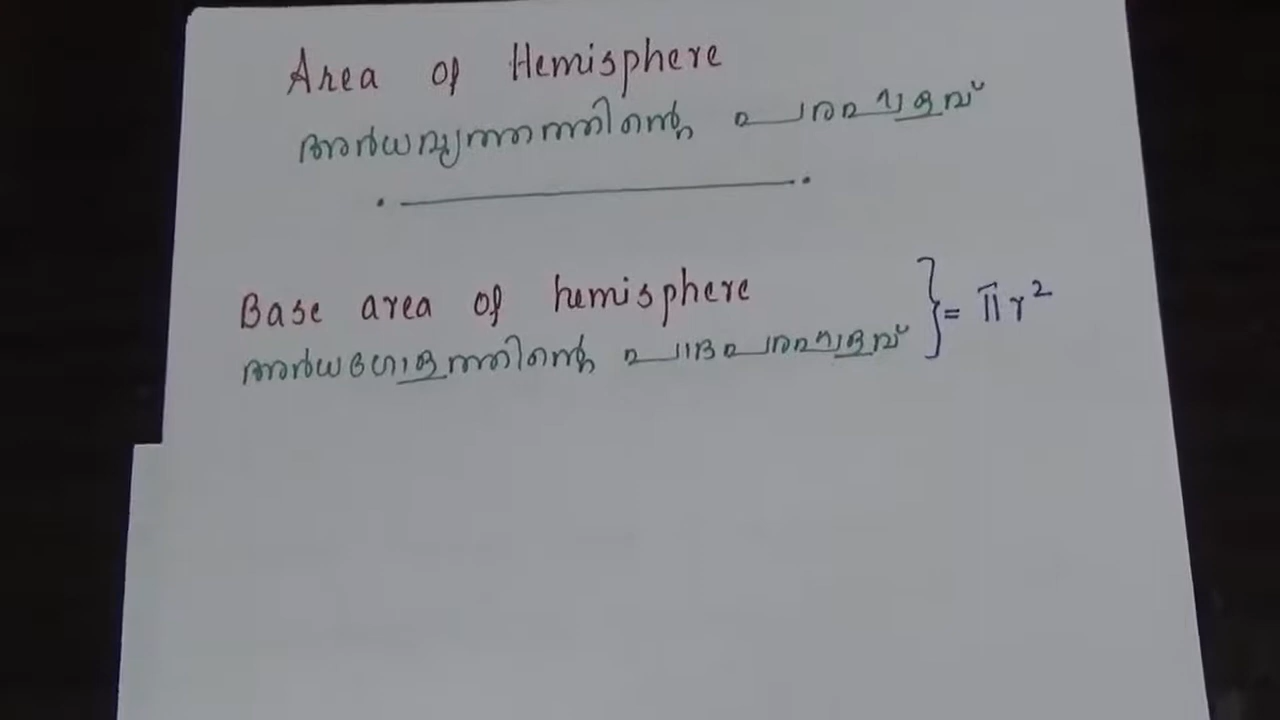 Area of Hemisphere
അർധവൃത്തത്തിന്റെ പരപ്പളവ്
Base area of hemisphere } = πr²
അർധഗോളത്തിന്റെ പാദപരപ്പളവ്